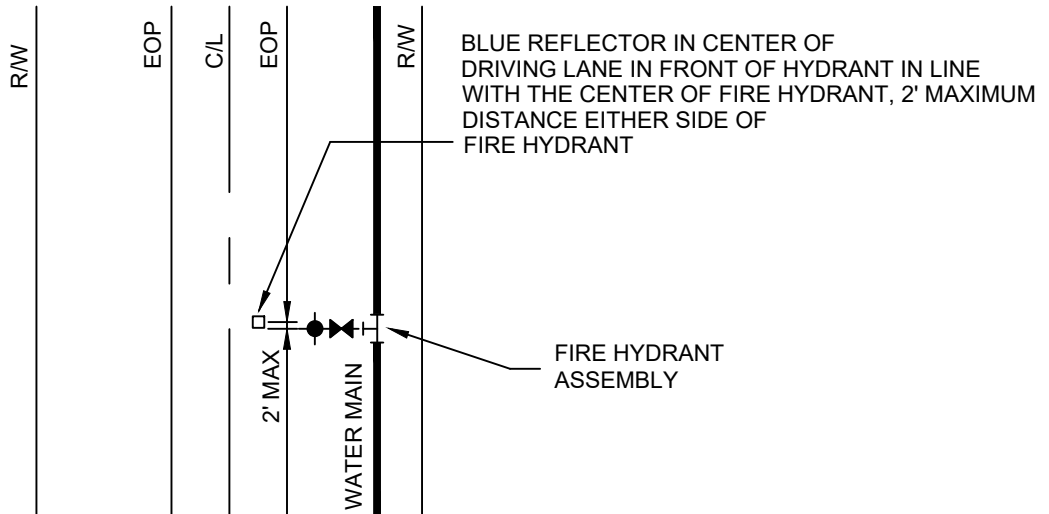 R/W
EOP
C/L
EOP
R/W
BLUE REFLECTOR IN CENTER OF
DRIVING LANE IN FRONT OF HYDRANT IN LINE
WITH THE CENTER OF FIRE HYDRANT, 2' MAXIMUM
DISTANCE EITHER SIDE OF
FIRE HYDRANT
2' MAX
WATER MAIN
FIRE HYDRANT
ASSEMBLY